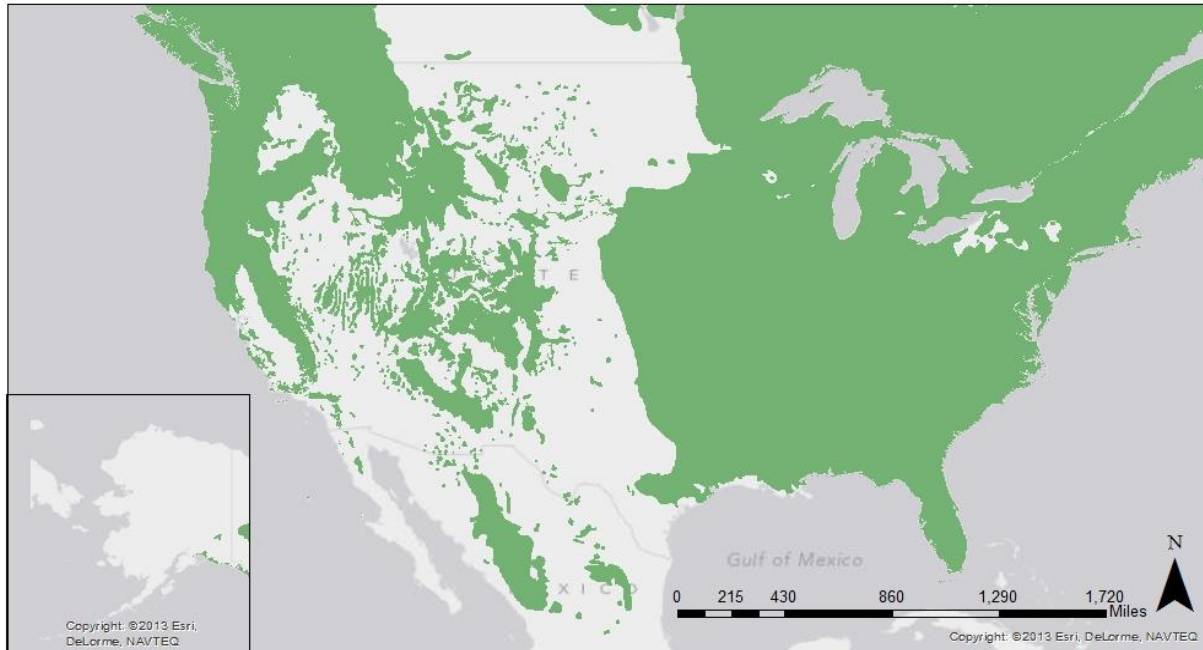 U N I T E
Gulf of Mexico
X I C O
N
0 215 430 860 1,290 1,720
Miles
Copyright: ©2013 Esri,
DeLorme, NAVTEQ
Copyright: ©2013 Esri, DeLorme, NAVTEQ